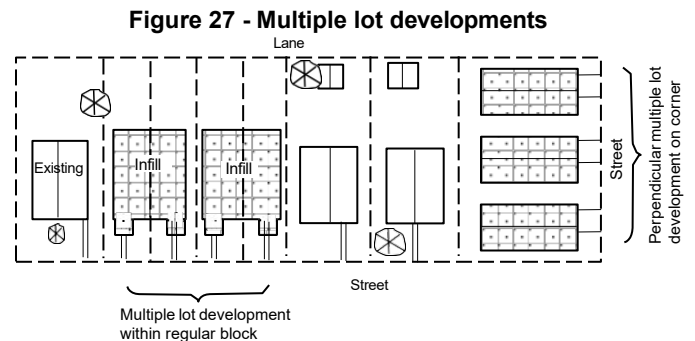 Figure 27 - Multiple lot developments
Lane
Existing
Infill
Infill
Street
Perpendicular multiple lot
development on corner
Street
Multiple lot development
within regular block